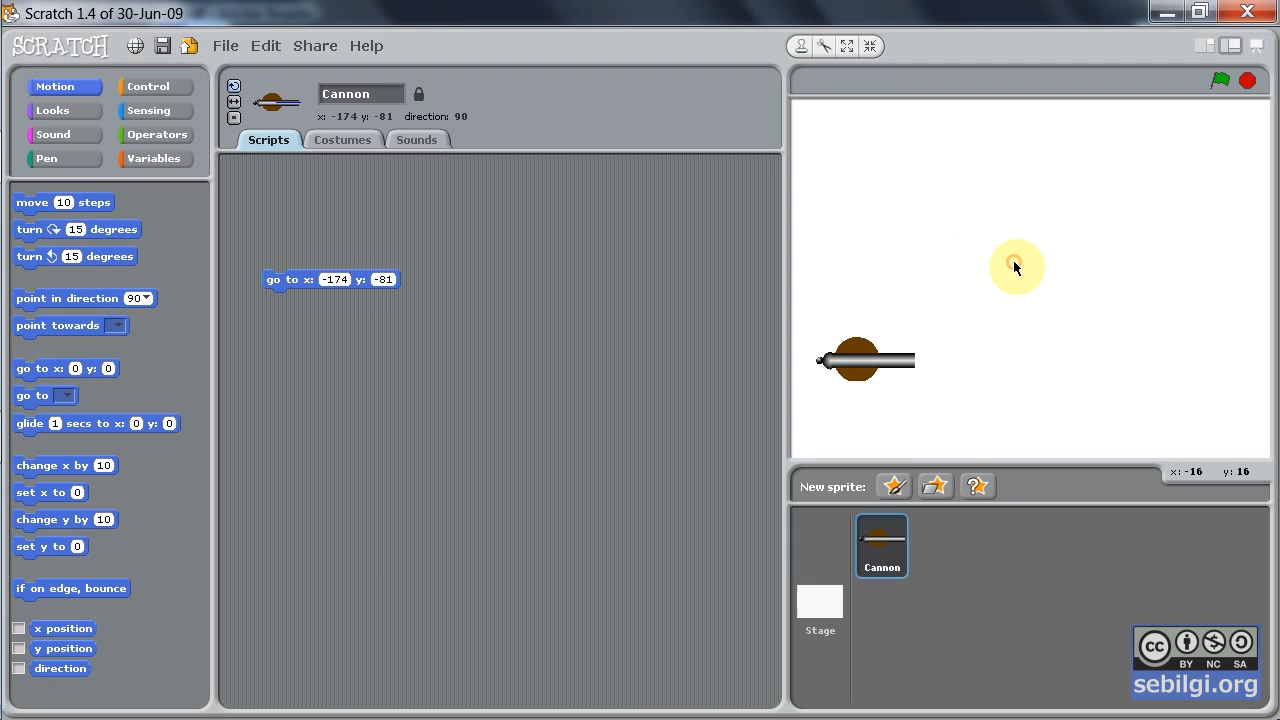 Scratch 1.4 of 30-Jun-09
SCRATCH File Edit Share Help
Motion Control
Looks Sensing
Sound Operators
Pen Variables
Cannon
x: -174 y: -81 direction: 90
Scripts Costumes Sounds
move 10 steps
turn 15 degrees
turn 15 degrees
point in direction 90
point towards
go to x: 0 y: 0
go to
glide 1 secs to x: 0 y: 0
change x by 10
set x to 0
change y by 10
set y to 0
if on edge, bounce
x position
y position
direction
go to x: -174 y: -81
x: -16 y: 16
New sprite:
Cannon
Stage
cc
BY NC SA
sebilgi.org